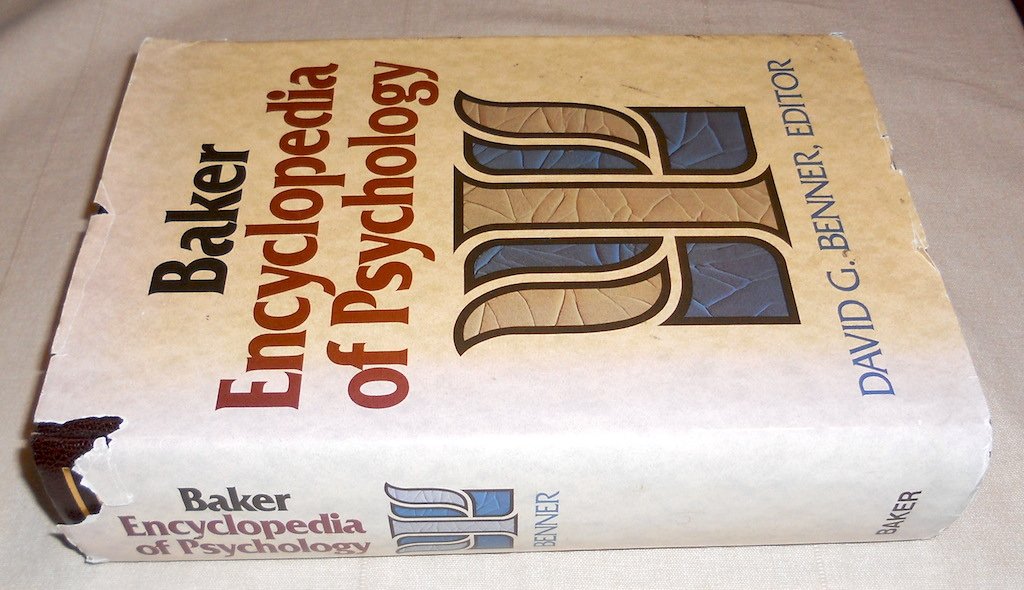 Baker
Encyclopedia
of Psychology
DAVID G. BENNER, EDITOR
Baker
Encyclopedia
of Psychology
BENNER
BAKER